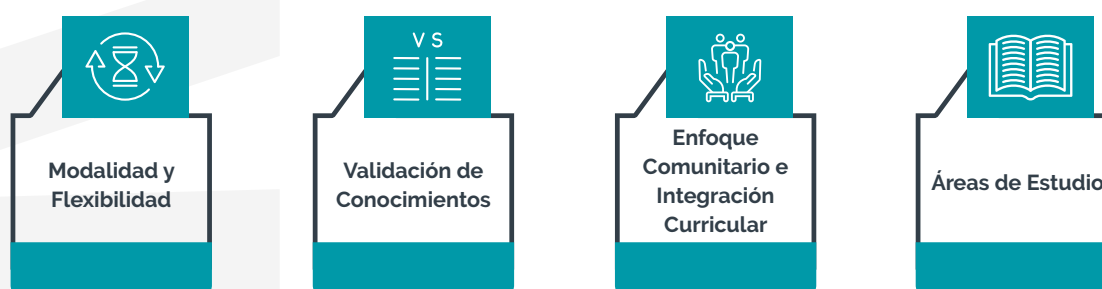 Modalidad y
Flexibilidad
VS
Validación de
Conocimientos
Enfoque
Comunitario e
Integración
Curricular
Áreas de Estudio